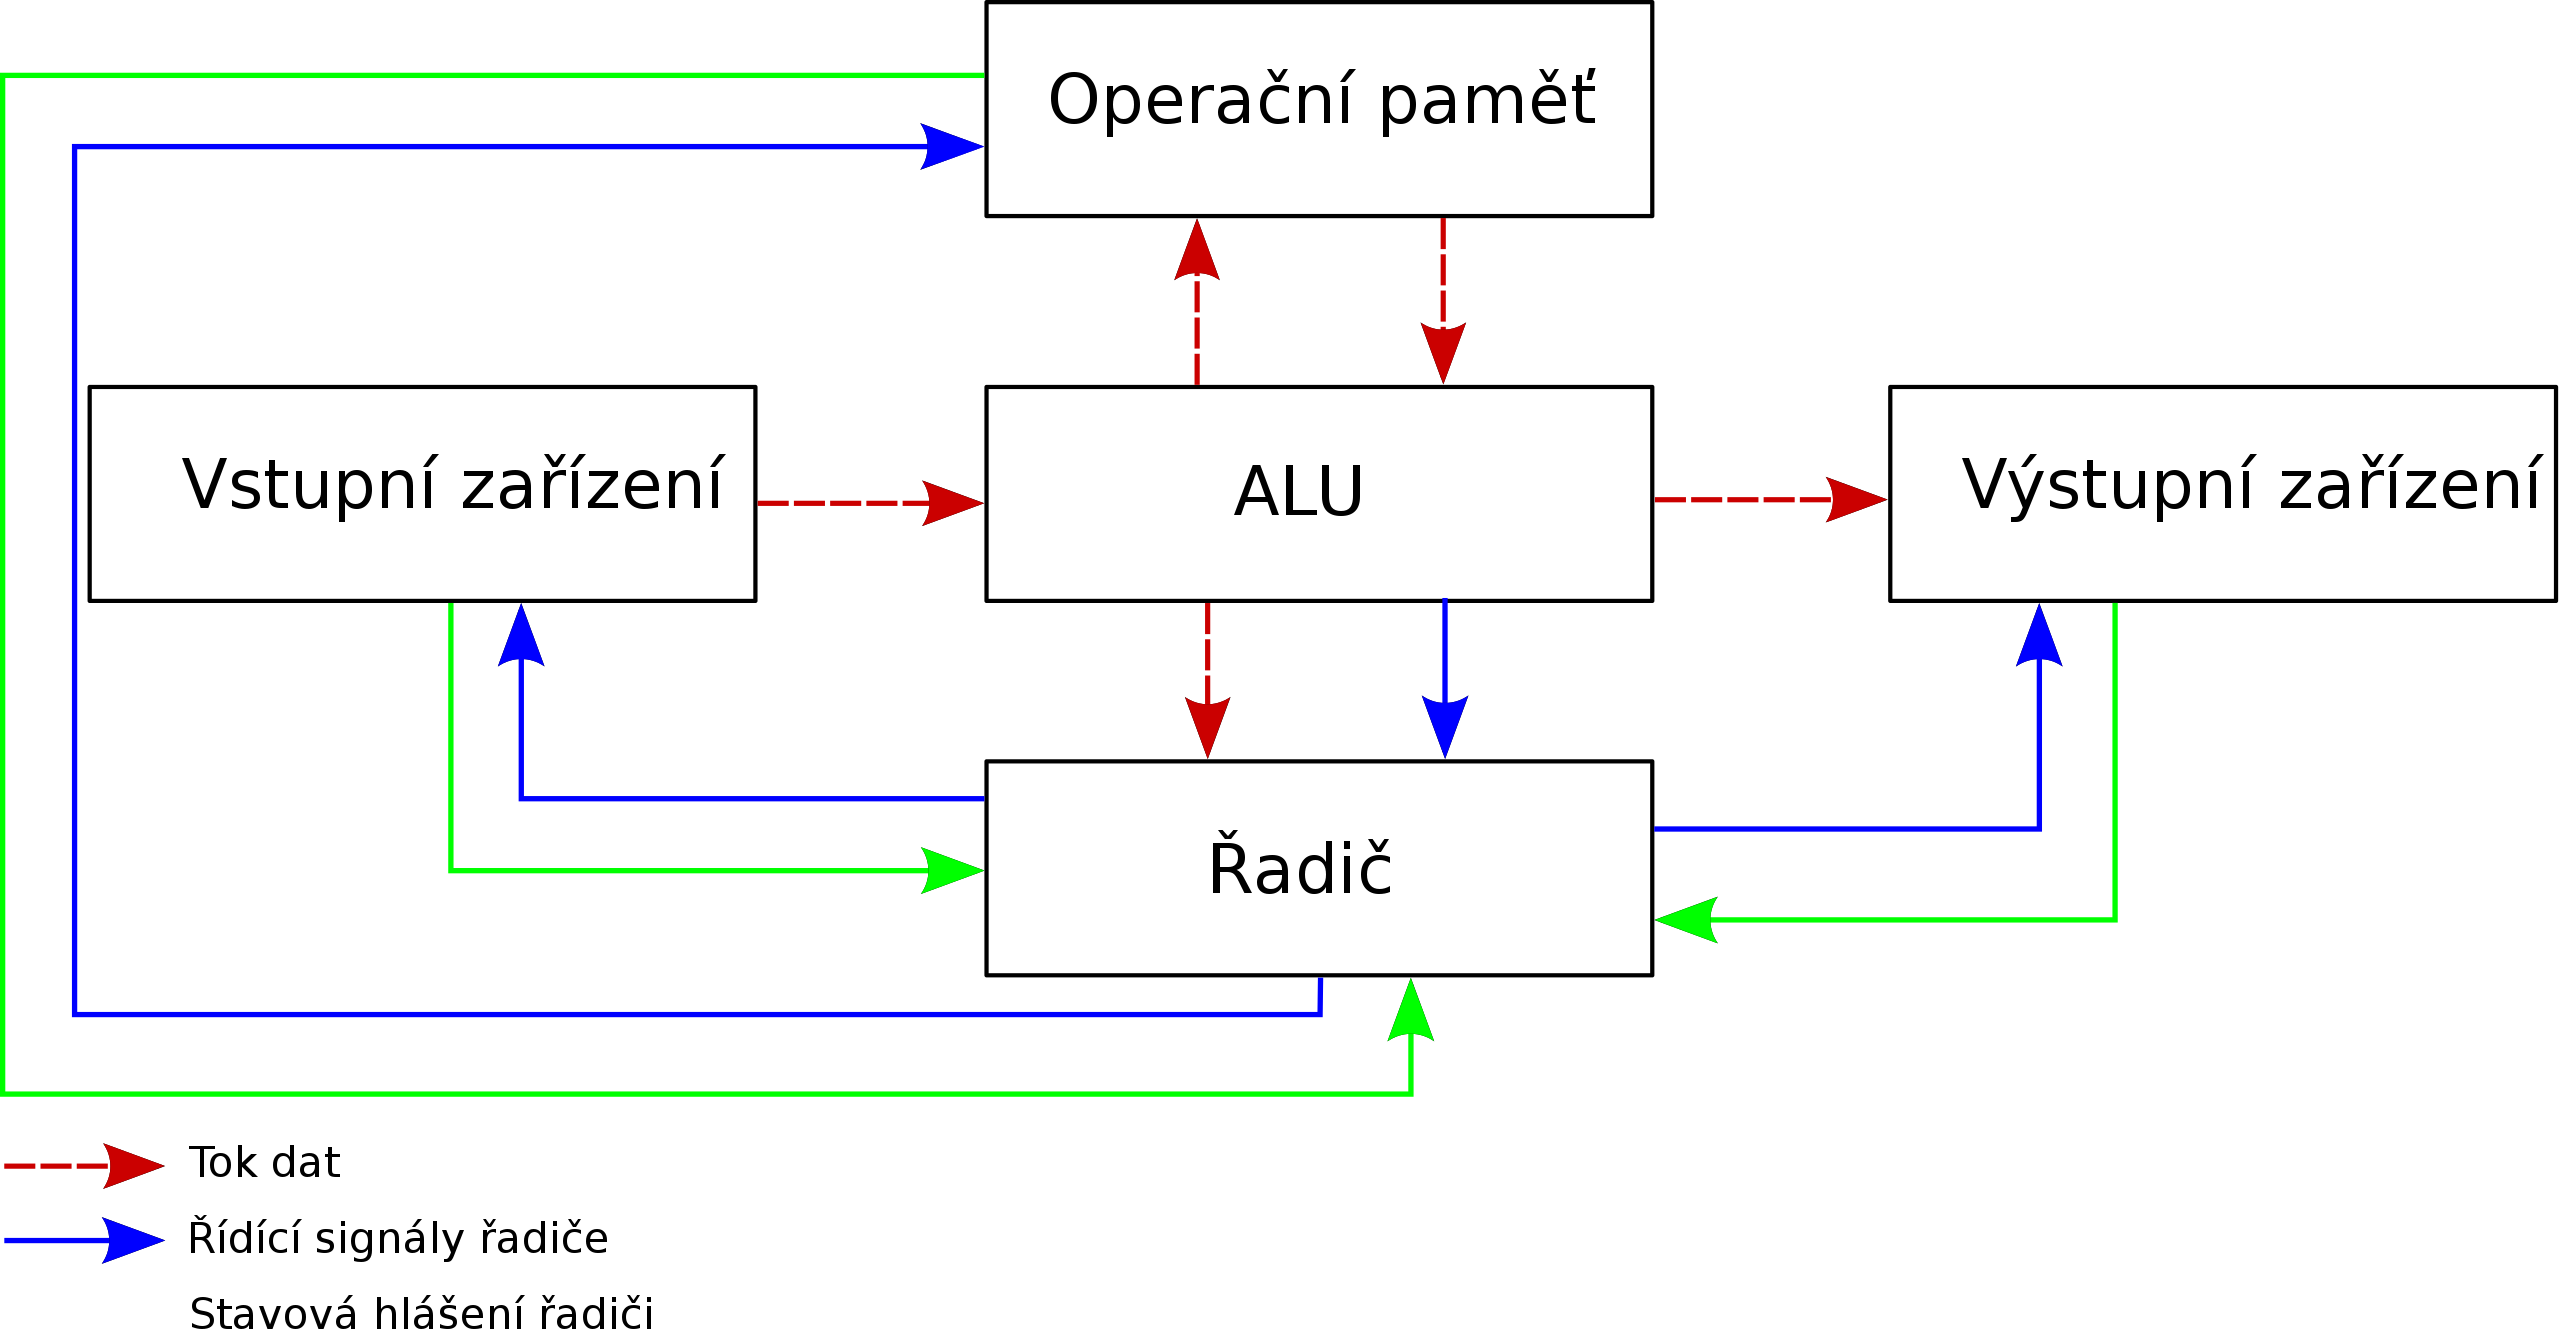 Operační paměť
Vstupní zařízení
ALU
Výstupní zařízení
Řadič
Tok dat
Řídící signály řadiče
Stavová hlášení řadiči